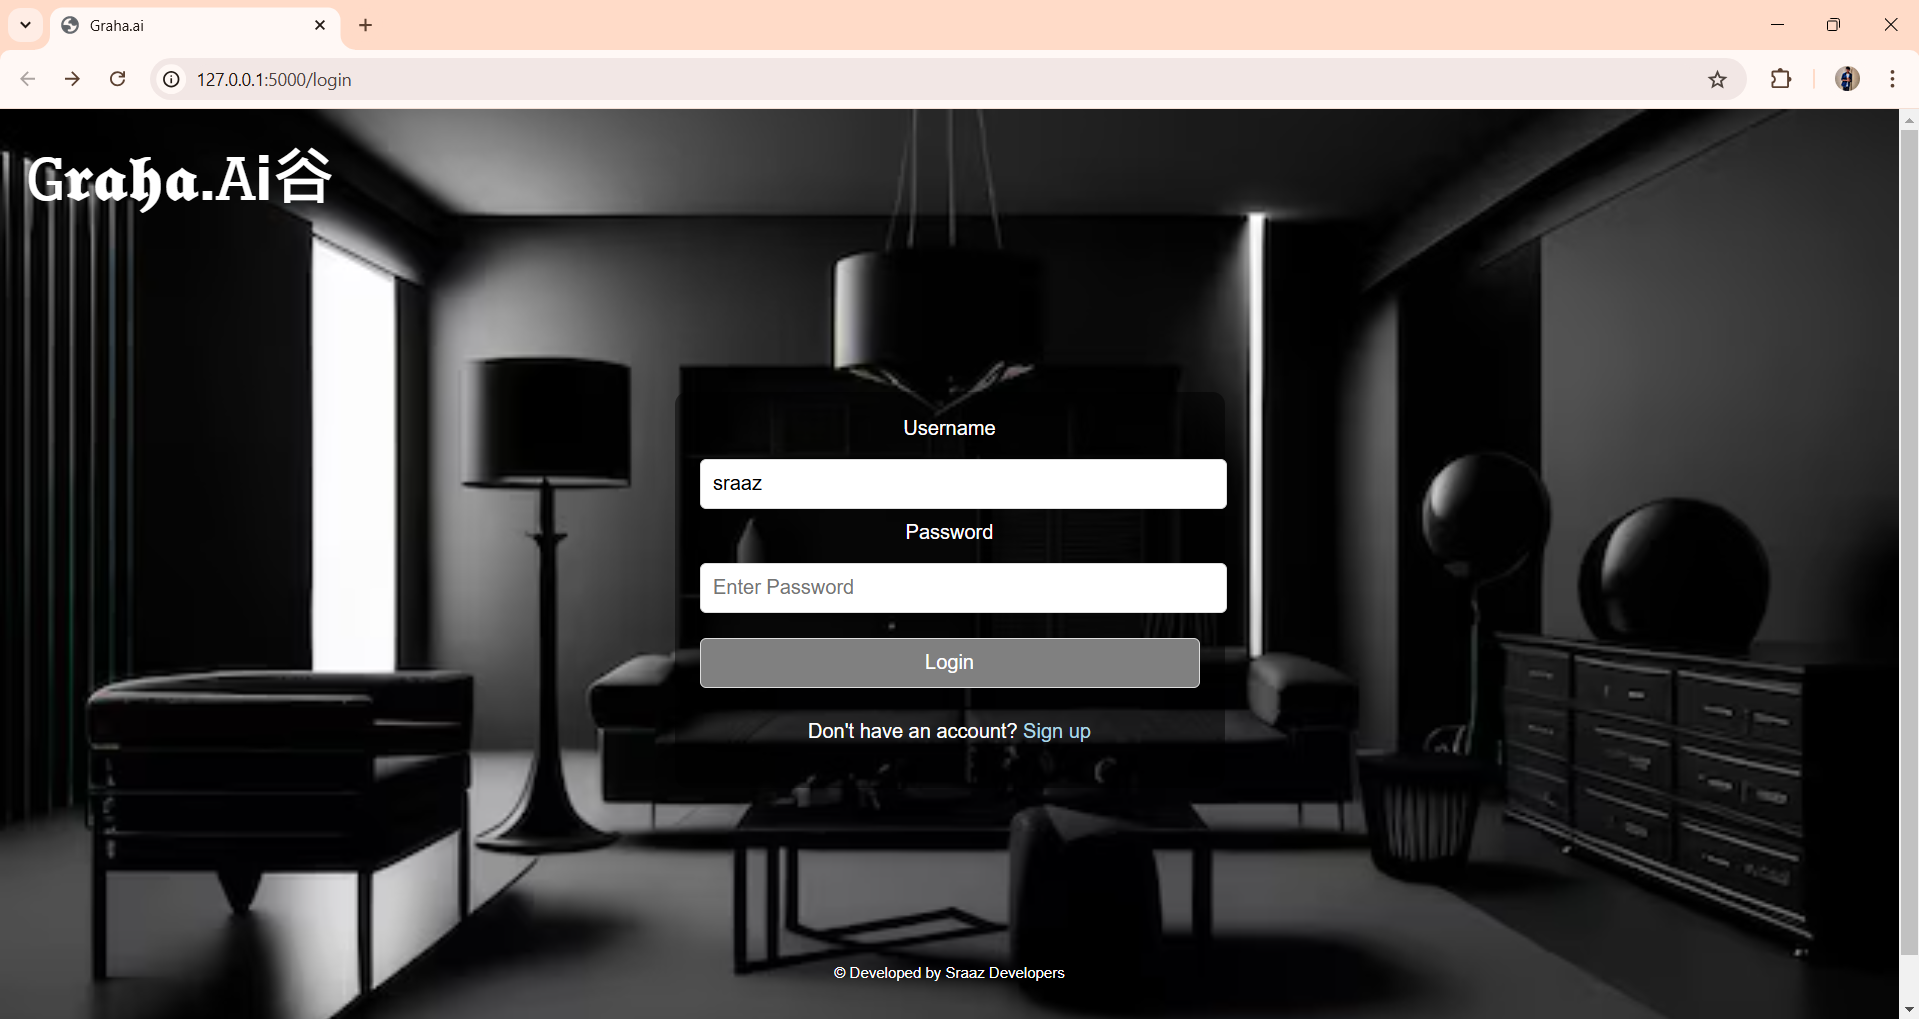 Graha.ai
127.0.0.1:5000/login
G𝖗𝖆𝖍𝖆.Ai谷
Username
sraaz
Password
Enter Password
Login
Don't have an account? Sign up
© Developed by Sraaz Developers